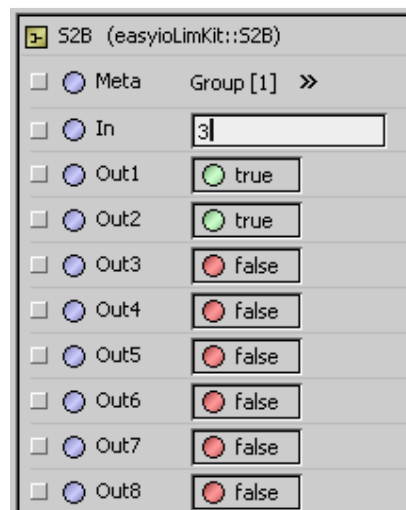 S2B (easyioLimKit::S2B)
Meta Group [1] »
In 3
Out1 true
Out2 true
Out3 false
Out4 false
Out5 false
Out6 false
Out7 false
Out8 false